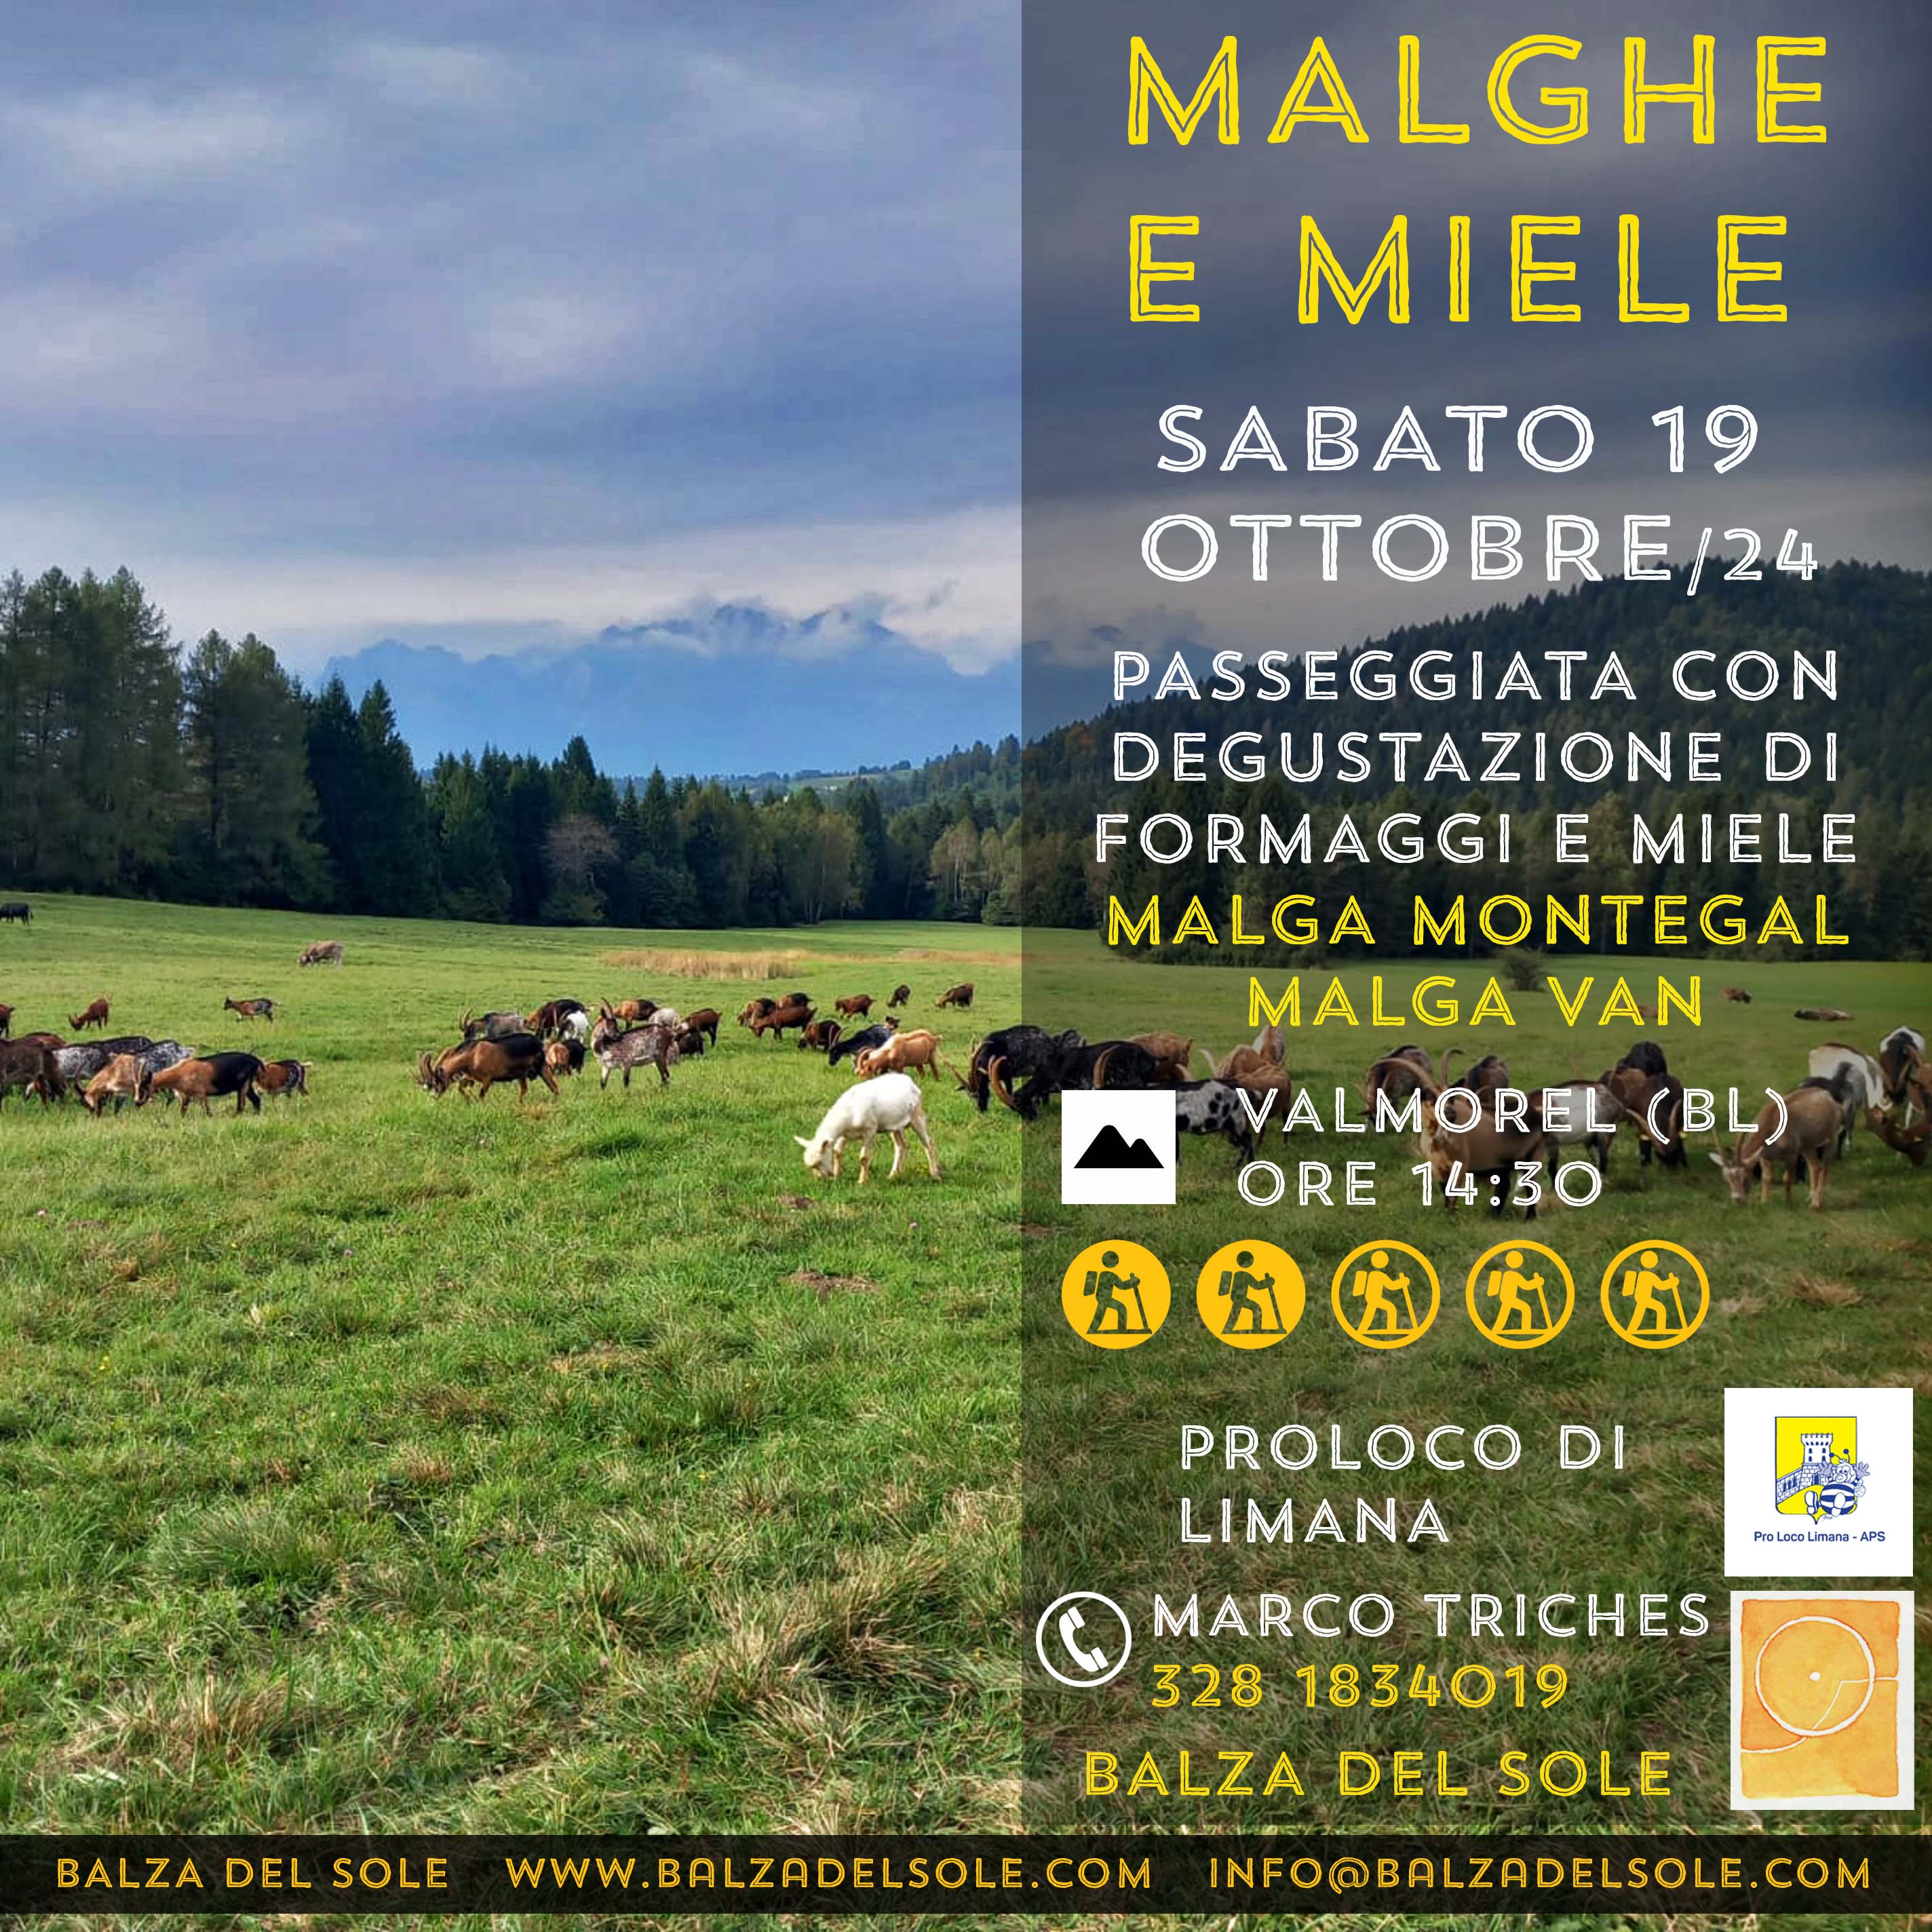 MALGHE
E MIELE
SABATO 19
OTTOBRE/24
PASSEGGIATA CON
DEGUSTAZIONE DI
FORMAGGI E MIELE
MALGA MONTEGAL
MALGA VAN
VALMOREL (BL)
ORE 14:30
PROLOCO DI
LIMANA
Pro Loco Limana - APS
MARCO TRICHES
328 1834019
BALZA DEL SOLE
BALZA DEL SOLE WWW.BALZADELSOLE.COM INFO@BALZADELSOLE.COM